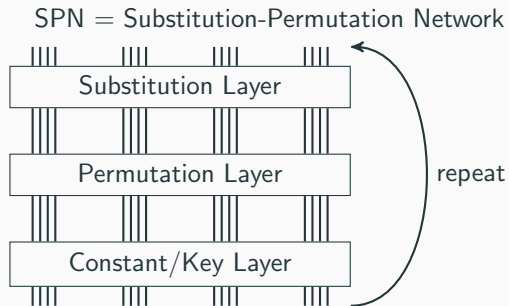 SPN = Substitution-Permutation Network
Substitution Layer
Permutation Layer
repeat
Constant/Key Layer